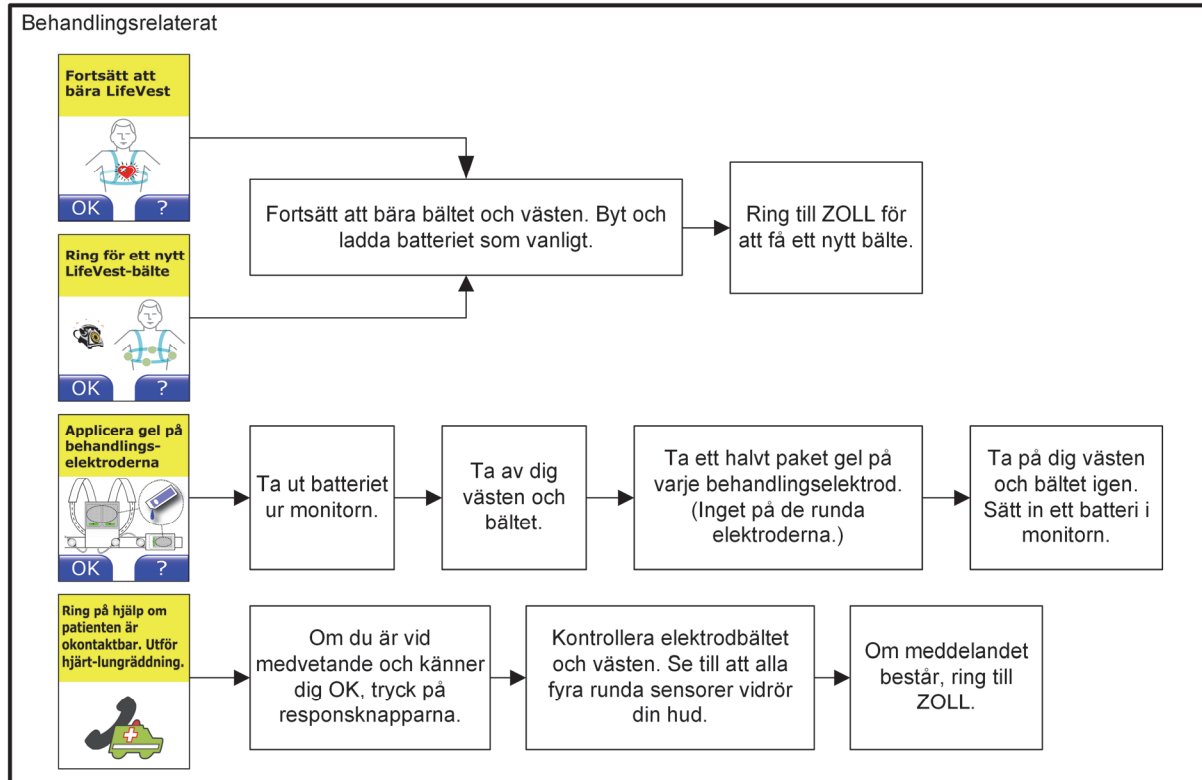 Behandlingsrelaterat
Fortsätt att
bära LifeVest
OK ?
Ring för ett nytt
LifeVest-bälte
OK ?
Fortsätt att bära bältet och västen. Byt och
ladda batteriet som vanligt.
Ring till ZOLL för
att få ett nytt bälte.
Applicera gel på
behandlings-
elektroderna
OK ?
Ta ut batteriet
ur monitorn.
Ta av dig
västen och
bältet.
Ta ett halvt paket gel på
varje behandlingselektrod.
(Inget på de runda
elektroderna.)
Ta på dig västen
och bältet igen.
Sätt in ett batteri i
monitorn.
Ring på hjälp om
patienten är
okontaktbar. Utför
hjärt-lungräddning.
Om du är vid
medvetande och känner
dig OK, tryck på
responsknapparna.
Kontrollera elektrodbältet
och västen. Se till att alla
fyra runda sensorer vidrör
din hud.
Om meddelandet
består, ring till
ZOLL.